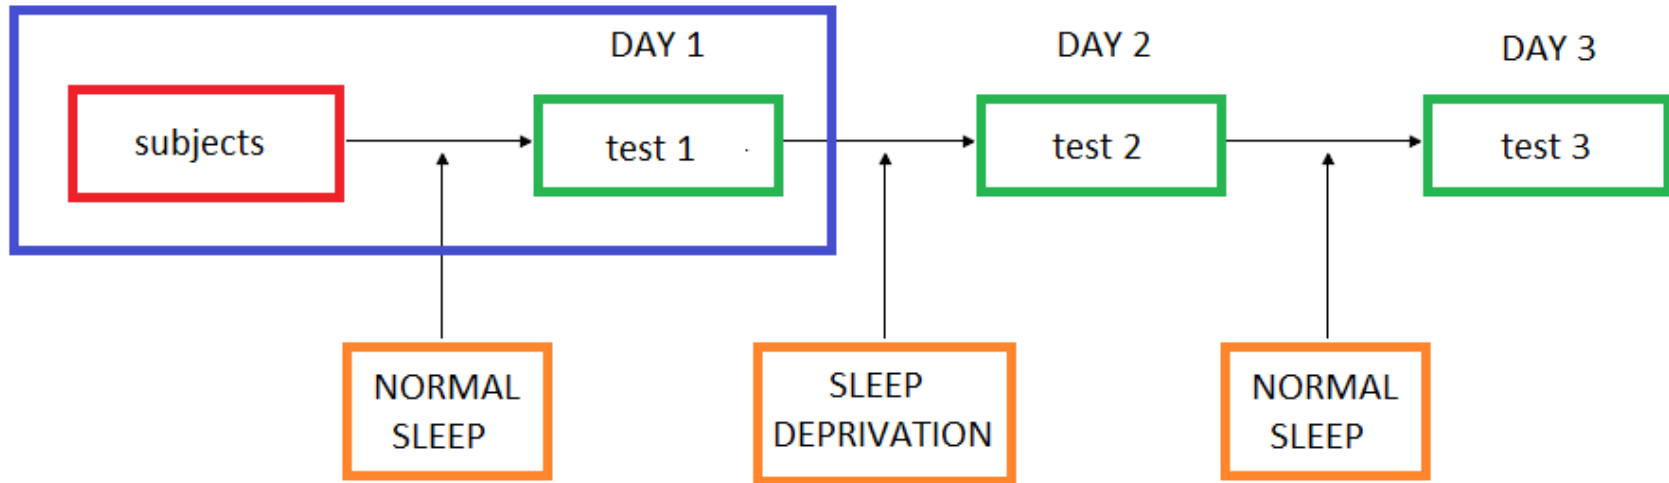 DAY 1
DAY 2
DAY 3
subjects
test 1
test 2
test 3
NORMAL
SLEEP
SLEEP
DEPRIVATION
NORMAL
SLEEP